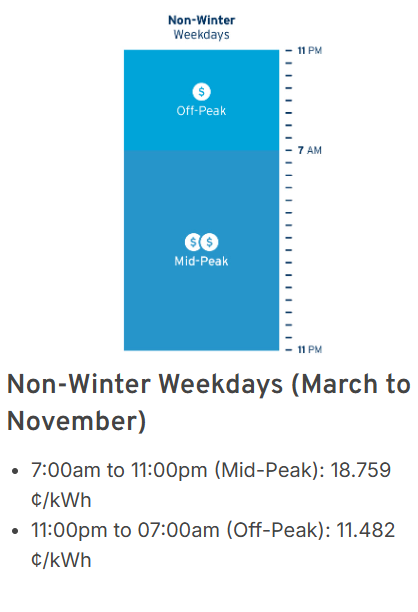 Non-Winter
Weekdays
11 PM
$
Off-Peak
7 AM
$ $
Mid-Peak
11 PM
Non-Winter Weekdays (March to
November)
• 7:00am to 11:00pm (Mid-Peak): 18.759
¢/kWh
• 11:00pm to 07:00am (Off-Peak): 11.482
¢/kWh